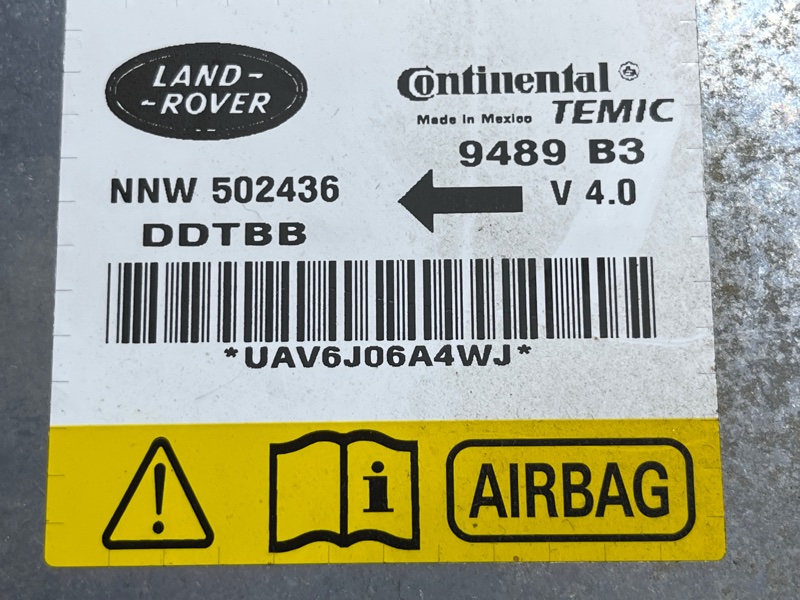 LAND-
-ROVER
Continental
TEMIC
Made in Mexico
9489 B3
NNW 502436
V 4.0
DDTBB
*UAV6J06A4WJ*
!
i
AIRBAG